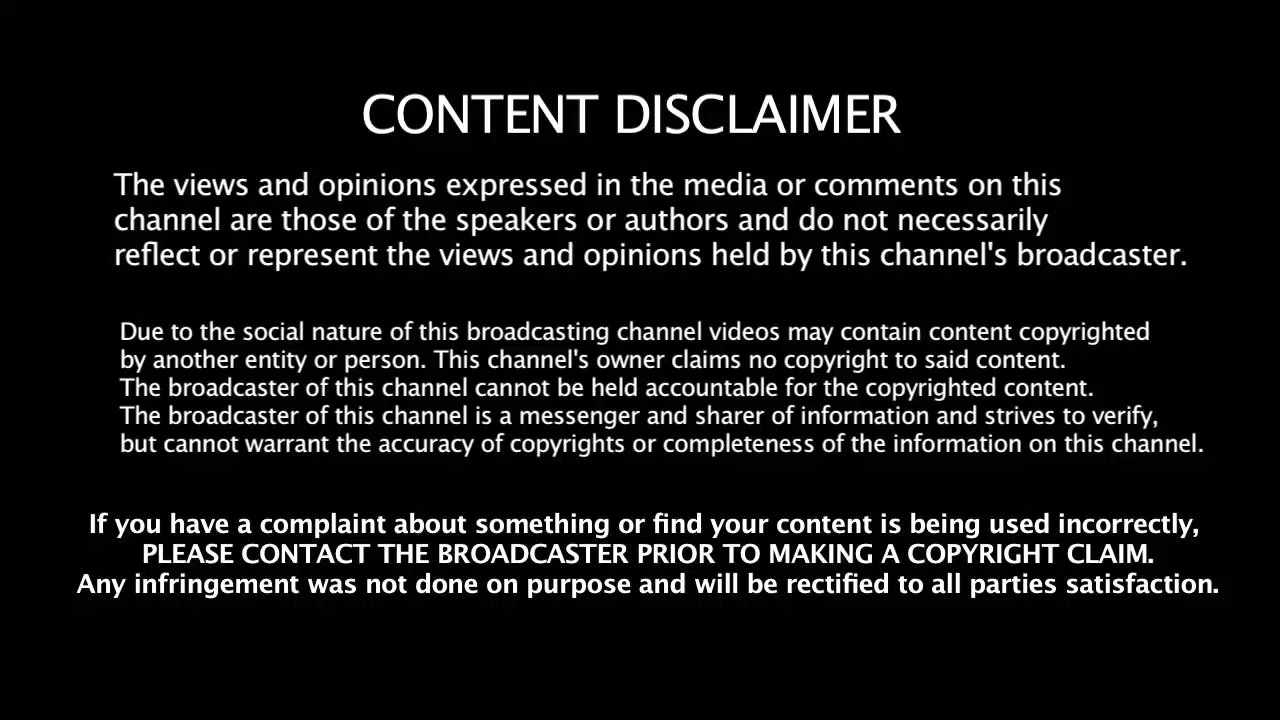 CONTENT DISCLAIMER
The views and opinions expressed in the media or comments on this
channel are those of the speakers or authors and do not necessarily
reflect or represent the views and opinions held by this channel's broadcaster.
Due to the social nature of this broadcasting channel videos may contain content copyrighted
by another entity or person. This channel's owner claims no copyright to said content.
The broadcaster of this channel cannot be held accountable for the copyrighted content.
The broadcaster of this channel is a messenger and sharer of information and strives to verify,
but cannot warrant the accuracy of copyrights or completeness of the information on this channel.
If you have a complaint about something or find your content is being used incorrectly,
PLEASE CONTACT THE BROADCASTER PRIOR TO MAKING A COPYRIGHT CLAIM.
Any infringement was not done on purpose and will be rectified to all parties satisfaction.